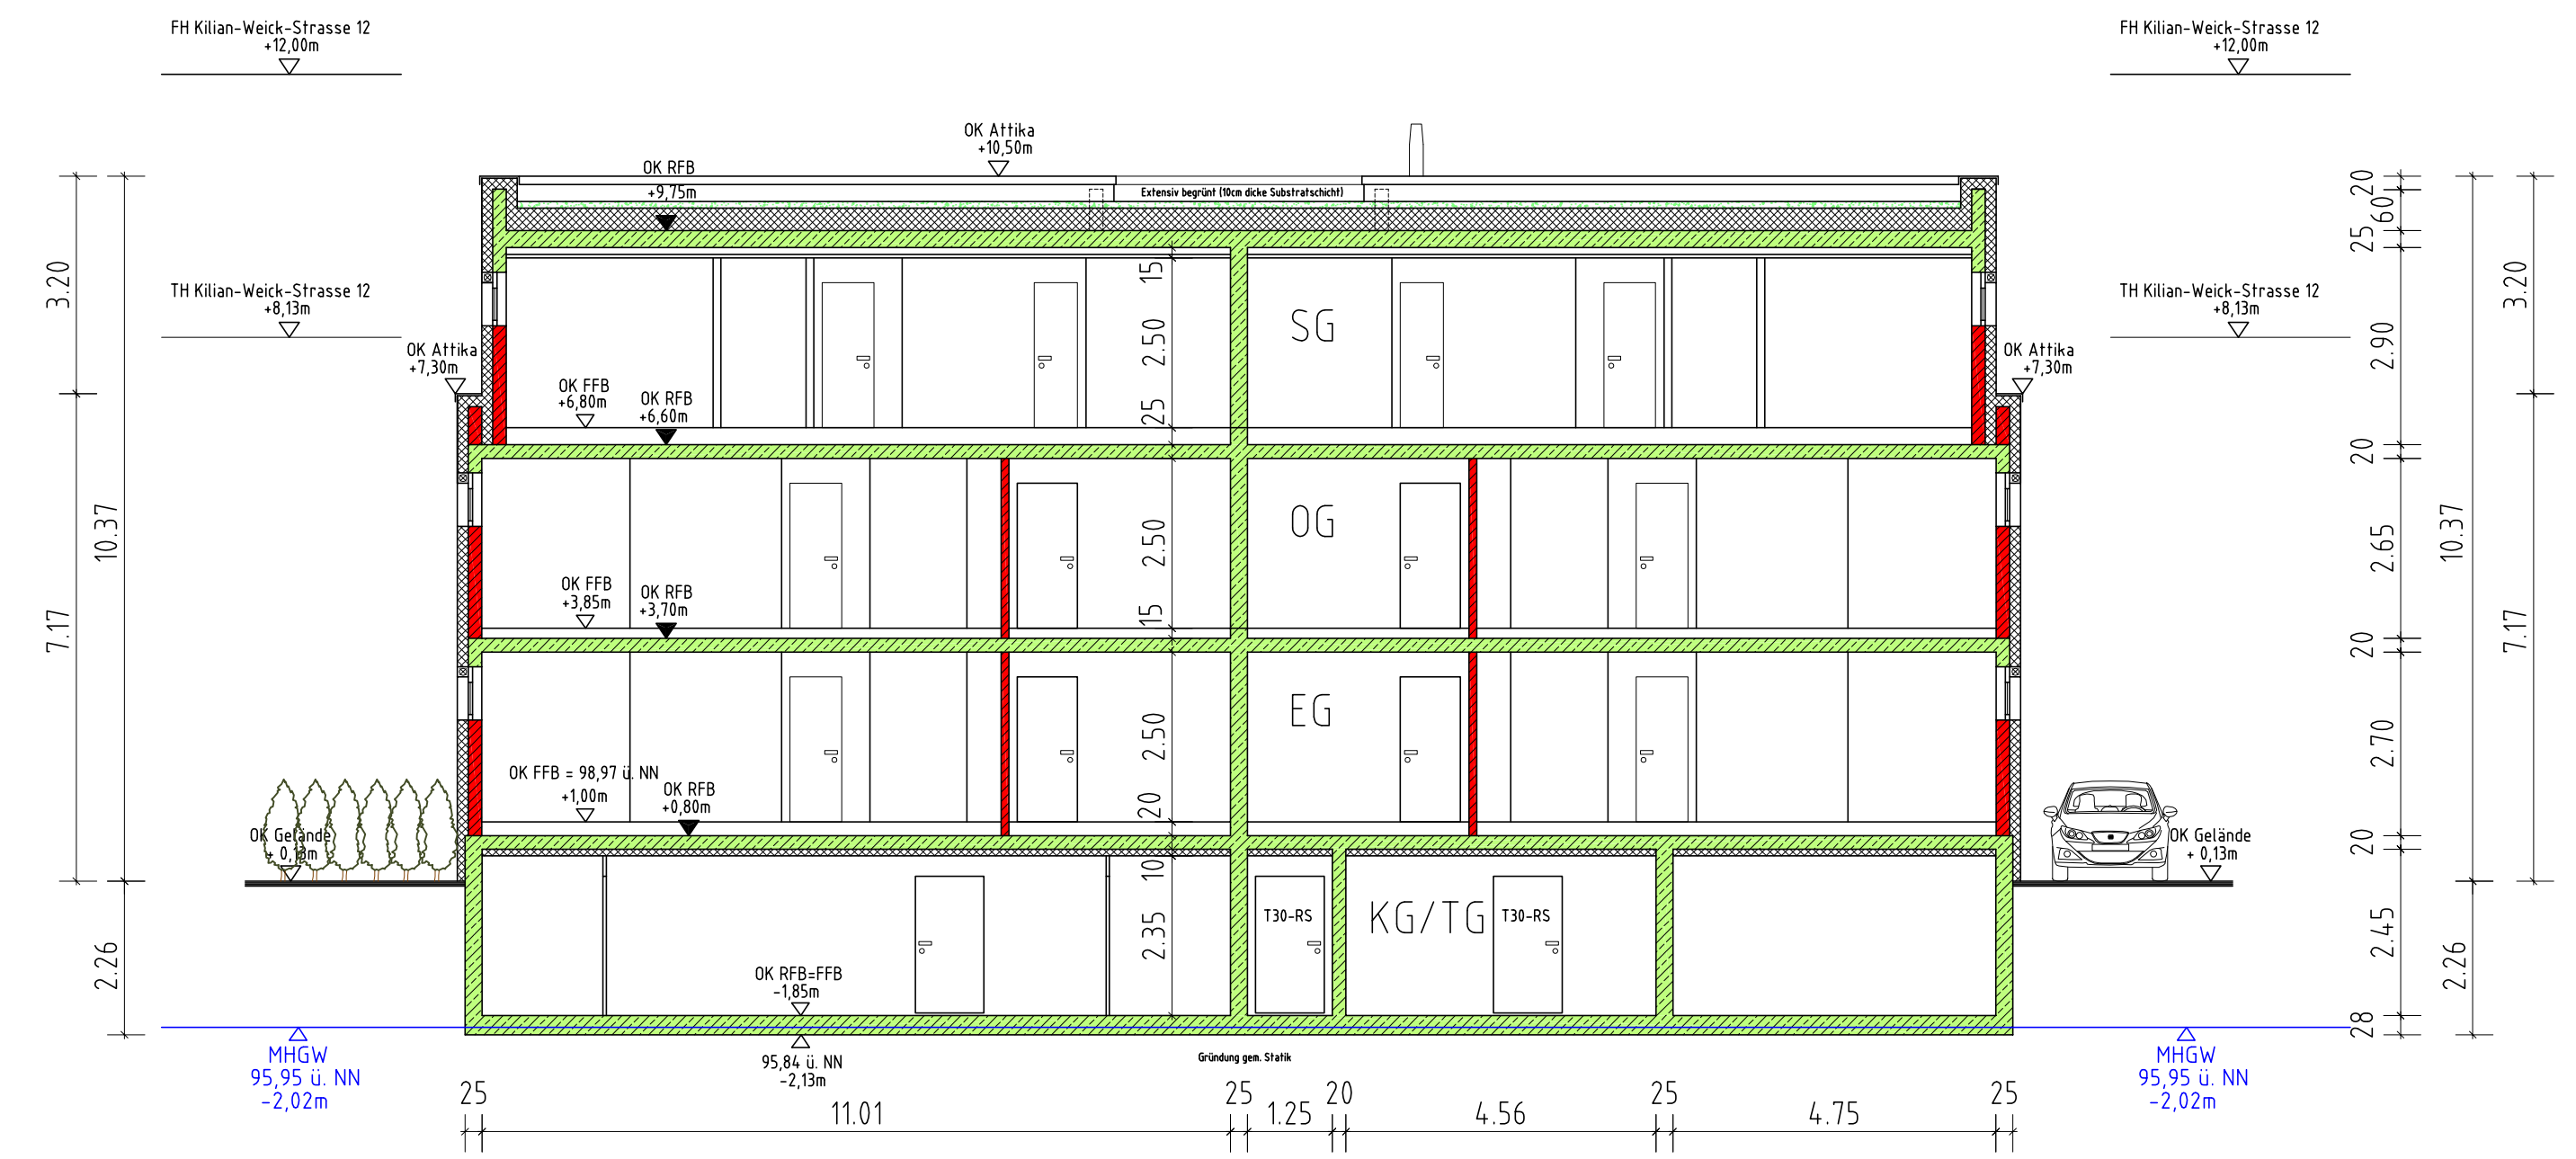 FH Kilian-Weick-Strasse 12
+12,00m
FH Kilian-Weick-Strasse 12
+12,00m
OK Attika
+10,50m
OK RFB
+9,75m
Extensiv begrünt (10cm dicke Substratschicht)
20
60
25
3.20
3.20
TH Kilian-Weick-Strasse 12
+8,13m
TH Kilian-Weick-Strasse 12
+8,13m
15
SG
2.50
2.90
OK Attika
+7,30m
OK Attika
+7,30m
OK FFB
+6,80m
OK RFB
+6,60m
25
20
10.37
10.37
OG
2.50
2.65
OK FFB
+3,85m
OK RFB
+3,70m
15
20
7.17
7.17
EG
2.50
2.70
OK FFB = 98,97 ü. NN
+1,00m
OK RFB
+0,80m
20
20
OK Gelände
+ 0,13m
OK Gelände
+ 0,13m
10
T30-RS
KG/TG
T30-RS
2.35
2.45
2.26
2.26
OK RFB=FFB
-1,85m
28
MHGW
95,95 ü. NN
-2,02m
95,84 ü. NN
-2,13m
Gründung gem. Statik
MHGW
95,95 ü. NN
-2,02m
25
25
20
25
25
11.01
1.25
4.56
4.75